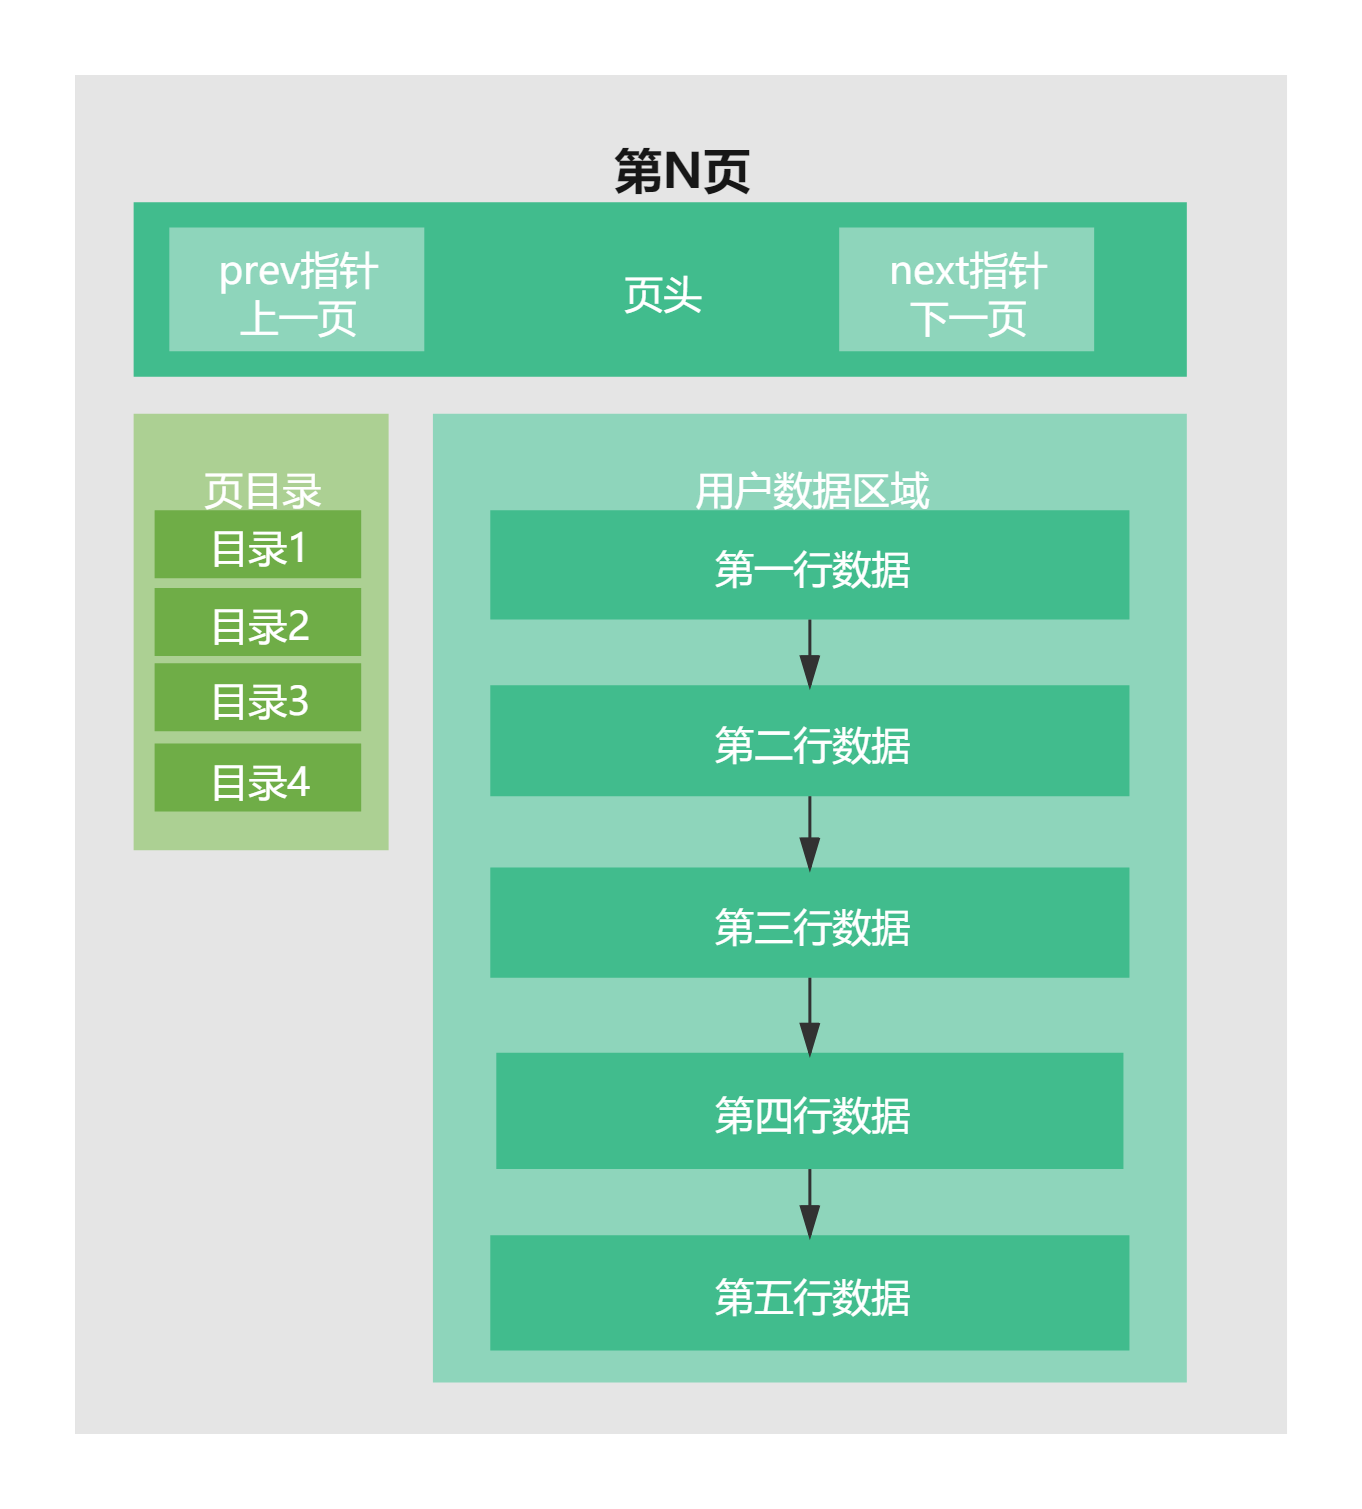 第N页
prev指针
上一页
页头
next指针
下一页
页目录
目录1
目录2
目录3
目录4
用户数据区域
第一行数据
第二行数据
第三行数据
第四行数据
第五行数据